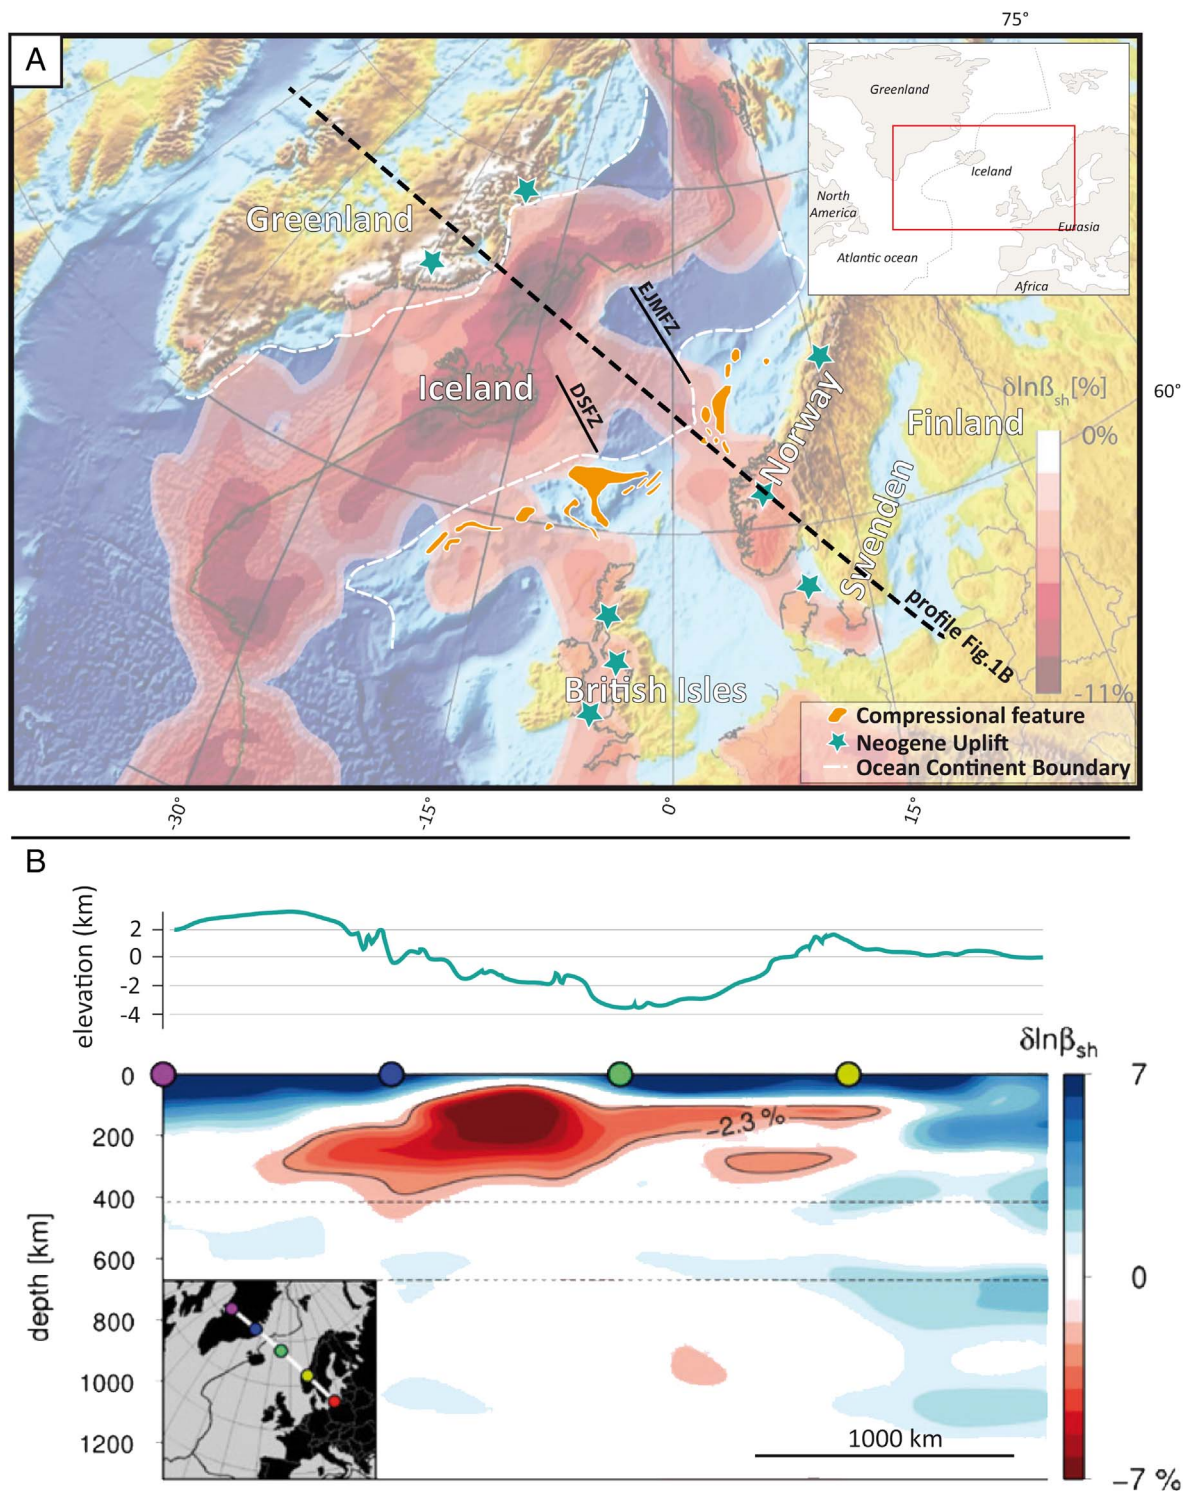 75°
A
Greenland
Iceland
North
America
Eurasia
Atlantic ocean
Africa
Greenland
EJMFZ
Iceland
DSFZ
Norway
Finland
Swenden
δlnßsh[%]
0%
-11%
60°
profile Fig.1B
British Isles
Compressional feature
Neogene Uplift
Ocean Continent Boundary
-30°
-15°
0°
15°
B
elevation (km)
2
0
-2
-4
δlnβsh
7
0
−7 %
depth [km]
0
200
400
600
800
1000
1200
−2.3 %
1000 km